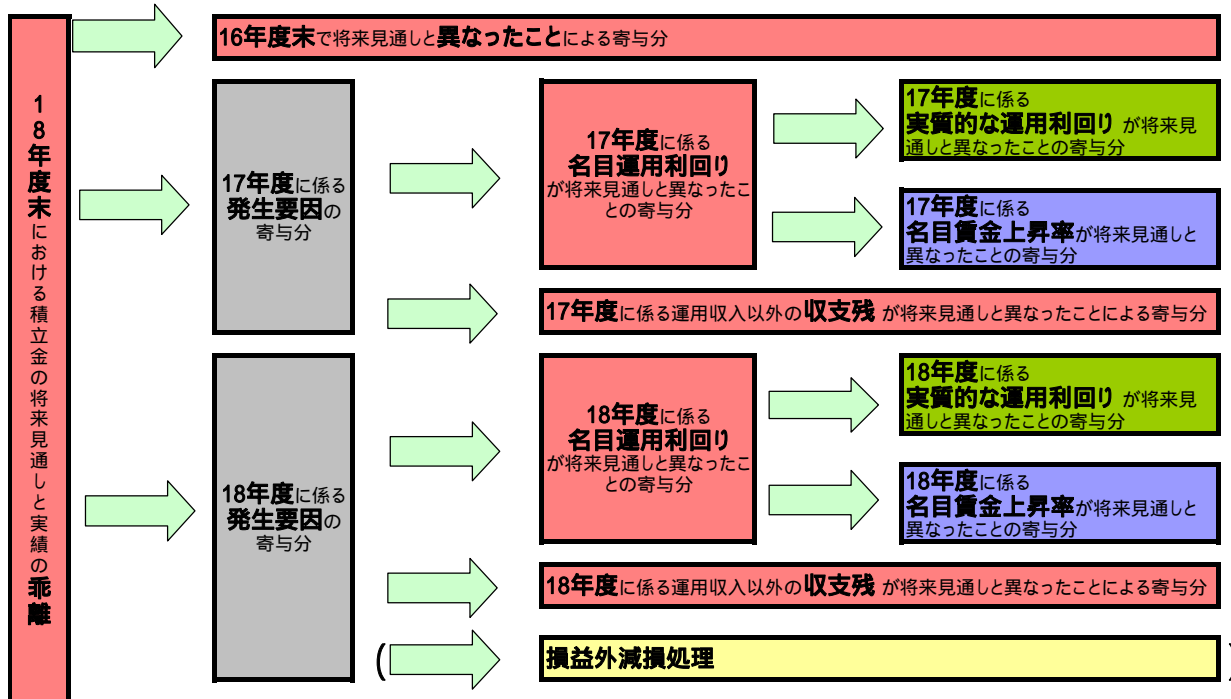 18年度末における積立金の将来見通しと実績の乖離
16年度末で将来見通しと異なったことによる寄与分
17年度に係る
発生要因の
寄与分
17年度に係る
名目運用利回り
が将来見通しと異なったこ
との寄与分
17年度に係る
実質的な運用利回り が将来見
通しと異なったことの寄与分
17年度に係る
名目賃金上昇率が将来見通しと
異なったことの寄与分
17年度に係る運用収入以外の収支残 が将来見通しと異なったことによる寄与分
18年度に係る
発生要因の
寄与分
18年度に係る
名目運用利回り
が将来見通しと異なったこ
との寄与分
18年度に係る
実質的な運用利回り が将来見
通しと異なったことの寄与分
18年度に係る
名目賃金上昇率が将来見通しと
異なったことの寄与分
18年度に係る運用収入以外の収支残 が将来見通しと異なったことによる寄与分
( 損益外減損処理 )